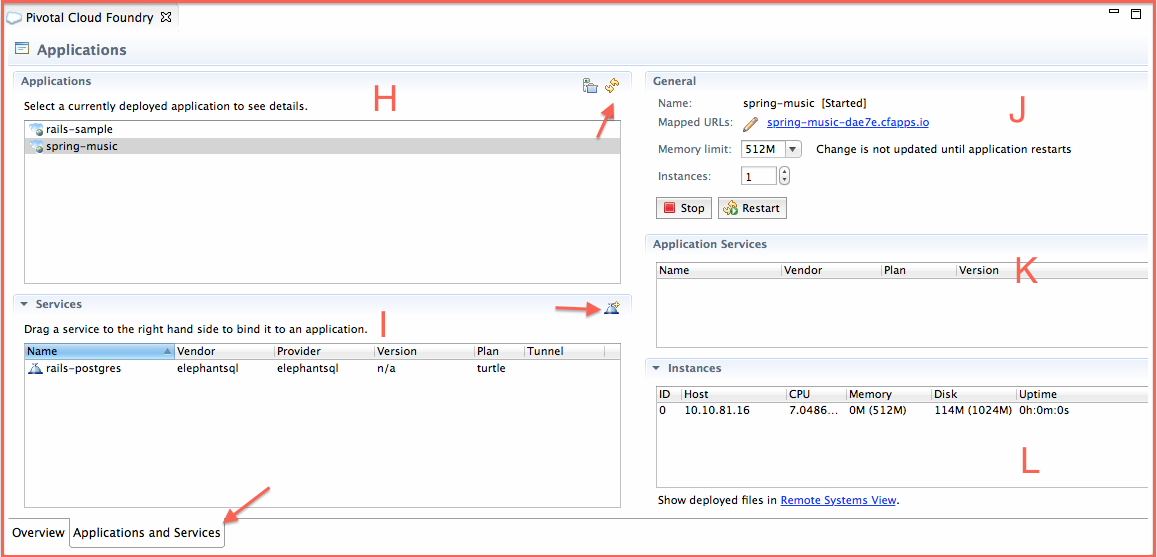 Pivotal Cloud Foundry
Applications
Applications
H
Select a currently deployed application to see details.
rails-sample
spring-music
Services
I
Drag a service to the right hand side to bind it to an application.
Name Vendor Provider Version Plan Tunnel
rails-postgres elephantsql elephantsql n/a turtle
General
J
Name: spring-music [Started]
Mapped URLs: spring-music-dae7e.cfapps.io
Memory limit: 512M Change is not updated until application restarts
Instances: 1
Stop Restart
Application Services
K
Name Vendor Plan Version
Instances
ID Host CPU Memory Disk Uptime
0 10.10.81.16 7.0486... 0M (512M) 114M (1024M) 0h:0m:0s
L
Show deployed files in Remote Systems View.
Overview Applications and Services